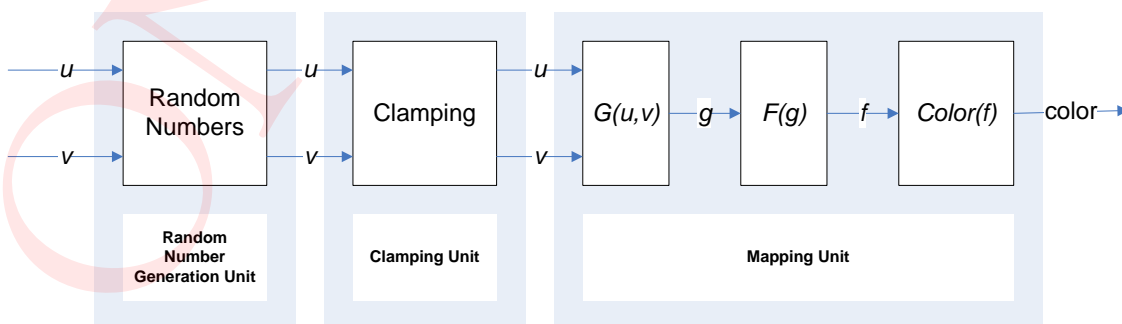 u
u
u
v
v
v
Random
Numbers
Clamping
G(u,v)
g
F(g)
f
Color(f)
color
Random
Number
Generation Unit
Clamping Unit
Mapping Unit